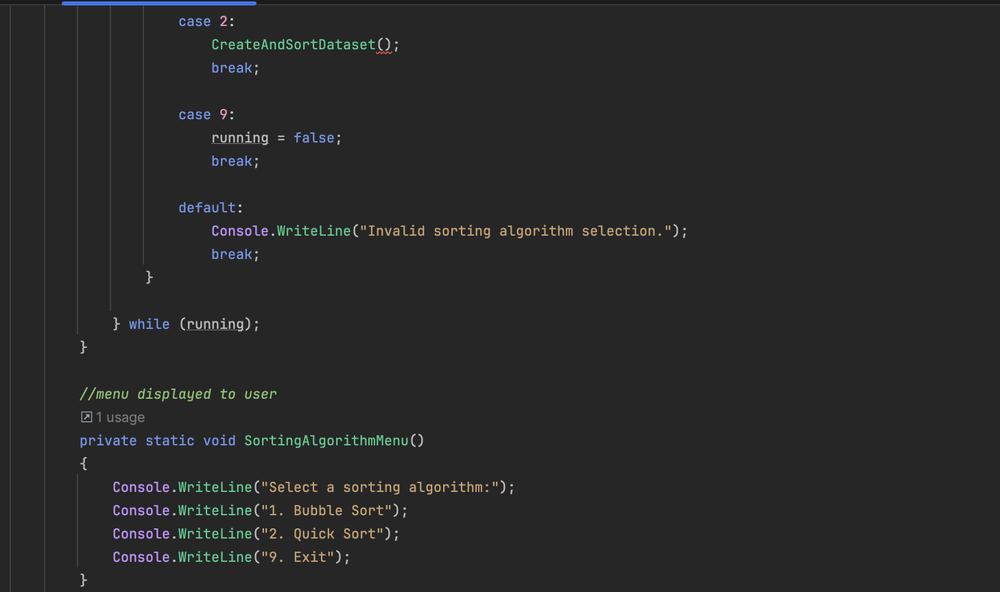 case 2:
CreateAndSortDataset();
break;
case 9:
running = false;
break;
default:
Console.WriteLine("Invalid sorting algorithm selection.");
break;
}
} while (running);
}
//menu displayed to user
1 usage
private static void SortingAlgorithmMenu()
{
Console.WriteLine("Select a sorting algorithm:");
Console.WriteLine("1. Bubble Sort");
Console.WriteLine("2. Quick Sort");
Console.WriteLine("9. Exit");
}